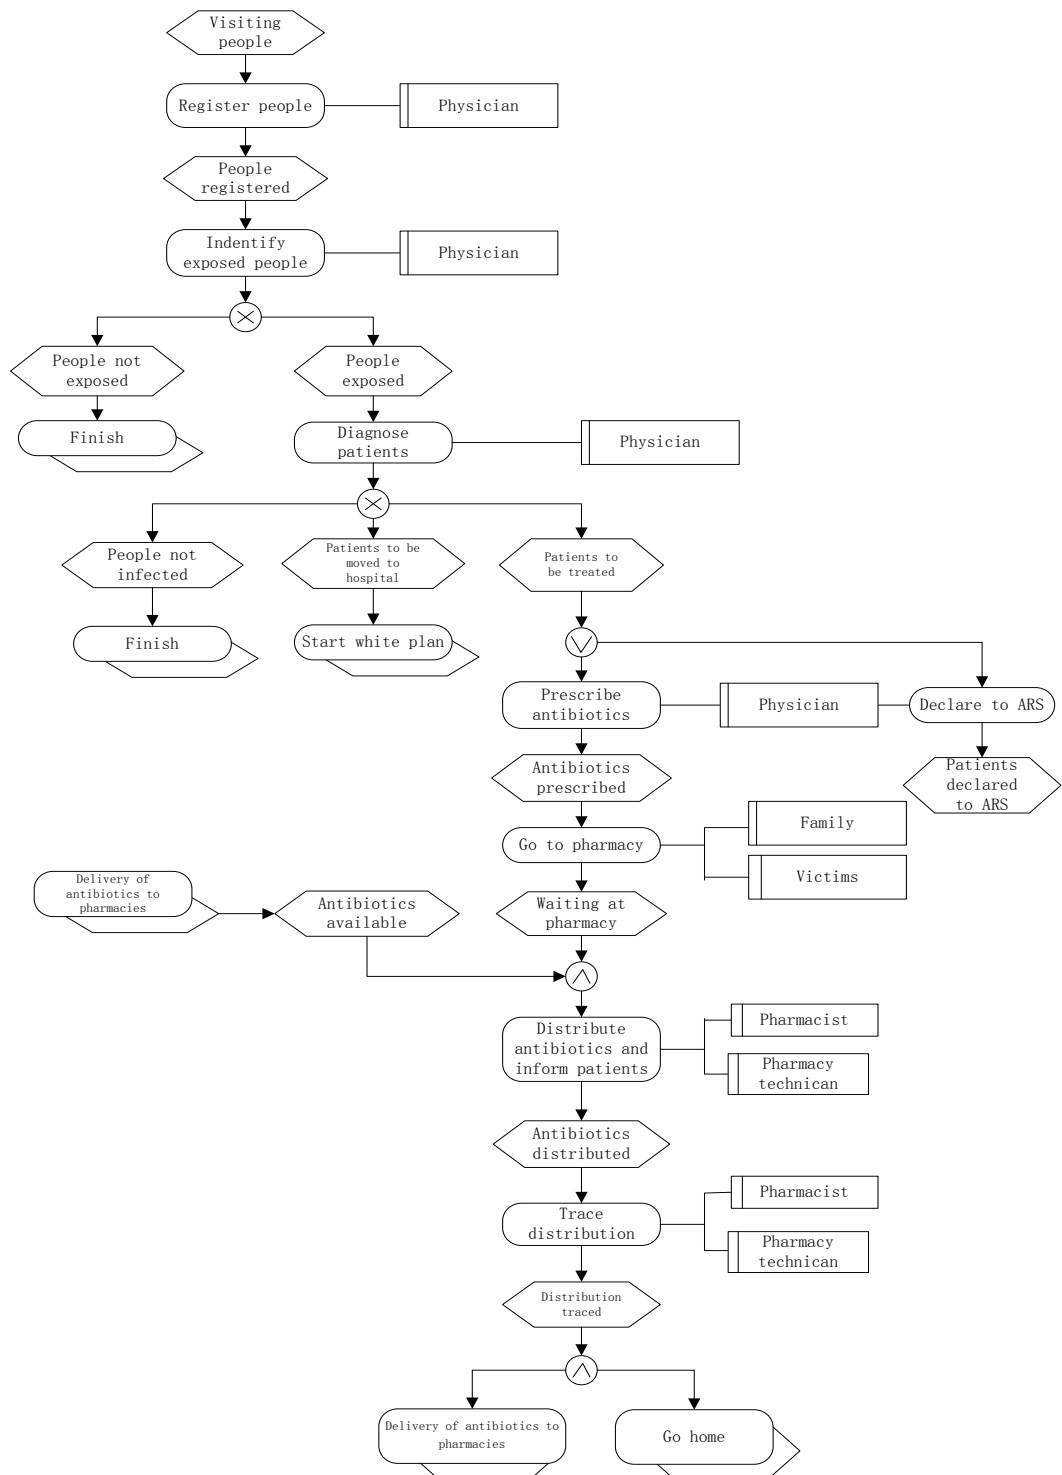 Visiting
people
Register people
Physician
People
registered
Indentify
exposed people
Physician
People not
exposed
People
exposed
Finish
Diagnose
patients
Physician
People not
infected
Patients to be
moved to
hospital
Patients to
be treated
Finish
Start white plan
Prescribe
antibiotics
Physician
Declare to ARS
Antibiotics
prescribed
Patients
declared
to ARS
Go to pharmacy
Family
Victims
Delivery of
antibiotics to
pharmacies
Antibiotics
available
Waiting at
pharmacy
Distribute
antibiotics and
inform patients
Pharmacist
Pharmacy
technican
Antibiotics
distributed
Trace
distribution
Pharmacist
Pharmacy
technican
Distribution
traced
Delivery of antibiotics to
pharmacies
Go home